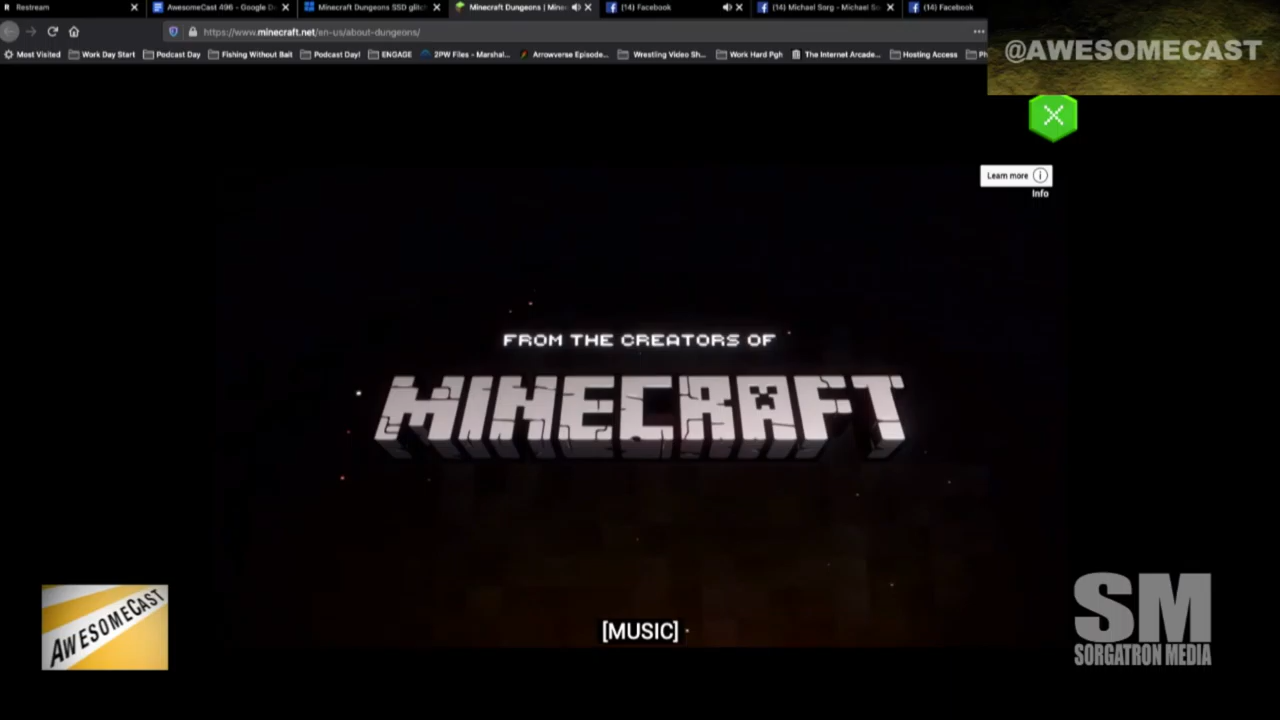 Restream
AwesomeCast 496 - Google D
Minecraft Dungeons SSD glitc
Minecraft Dungeons | Mine
(14) Facebook
(14) Michael Sorg - Michael So
(14) Facebook
https://www.minecraft.net/en-us/about-dungeons/
Most Visited
Work Day Start
Podcast Day
Fishing Without Bait
Podcast Day!
ENGAGE
2PW Files - Marshal...
Arrowverse Episode...
Wrestling Video Sh...
Work Hard Pgh
The Internet Arcade...
Hosting Access
Ph
@AWESOMECAST
Learn more
Info
FROM THE CREATORS OF
MINECRAFT
[MUSIC]
AWESOMECAST
SM
SORGATRON MEDIA